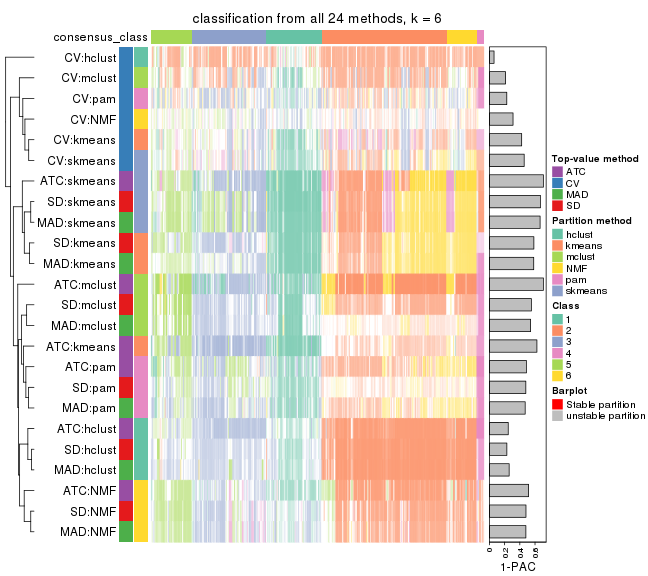 classification from all 24 methods, k = 6
consensus_class
CV:hclust
CV:mclust
CV:pam
CV:NMF
CV:kmeans
CV:skmeans
ATC:skmeans
SD:skmeans
MAD:skmeans
SD:kmeans
MAD:kmeans
ATC:mclust
SD:mclust
MAD:mclust
ATC:kmeans
ATC:pam
SD:pam
MAD:pam
ATC:hclust
SD:hclust
MAD:hclust
ATC:NMF
SD:NMF
MAD:NMF
0 0.2 0.4 0.6
1-PAC
Top-value method
ATC
CV
MAD
SD
Partition method
hclust
kmeans
mclust
NMF
pam
skmeans
Class
1
2
3
4
5
6
Barplot
Stable partition
unstable partition